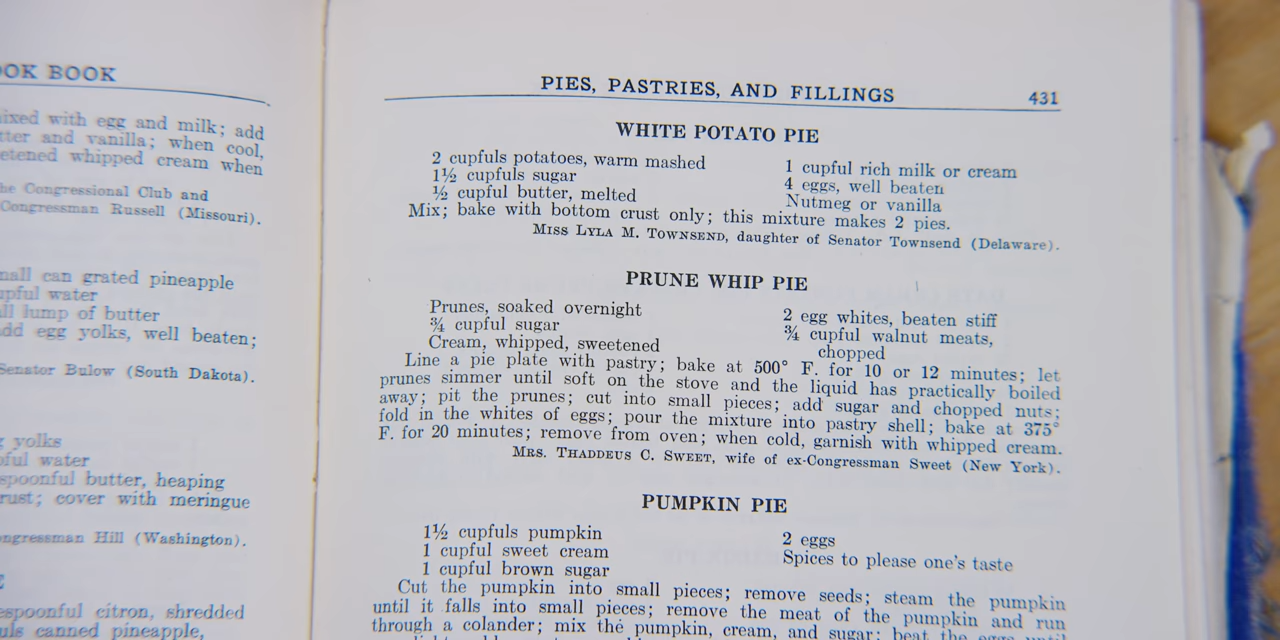 OOK BOOK
mixed with egg and milk; add
tter and vanilla; when cool,
etened whipped cream when
he Congressional Club and
Congressman Russell (Missouri).
mall can grated pineapple
upful water
ll lump of butter
dd egg yolks, well beaten;
Senator Bulow (South Dakota).
yolks
pful water
spoonful butter, heaping
rust; cover with meringue
ongressman Hill (Washington).
E
espoonful citron, shredded
uls canned pineapple,
PIES, PASTRIES, AND FILLINGS 431
WHITE POTATO PIE
2 cupfuls potatoes, warm mashed
1½ cupfuls sugar
½ cupful butter, melted
1 cupful rich milk or cream
4 eggs, well beaten
Nutmeg or vanilla
Mix; bake with bottom crust only; this mixture makes 2 pies.
MISS LYLA M. TOWNSEND, daughter of Senator Townsend (Delaware).
PRUNE WHIP PIE
Prunes, soaked overnight
¾ cupful sugar
Cream, whipped, sweetened
2 egg whites, beaten stiff
¾ cupful walnut meats,
chopped
Line a pie plate with pastry; bake at 500° F. for 10 or 12 minutes; let
prunes simmer until soft on the stove and the liquid has practically boiled
away; pit the prunes; cut into small pieces; add sugar and chopped nuts;
fold in the whites of eggs; pour the mixture into pastry shell; bake at 375°
F. for 20 minutes; remove from oven; when cold, garnish with whipped cream.
MRS. THADDEUS C. SWEET, wife of ex-Congressman Sweet (New York).
PUMPKIN PIE
1½ cupfuls pumpkin
1 cupful sweet cream
1 cupful brown sugar
2 eggs
Spices to please one's taste
Cut the pumpkin into small pieces; remove seeds; steam the pumpkin
until it falls into small pieces; remove the meat of the pumpkin and run
through a colander; mix the pumpkin, cream, and sugar; beat the eggs until